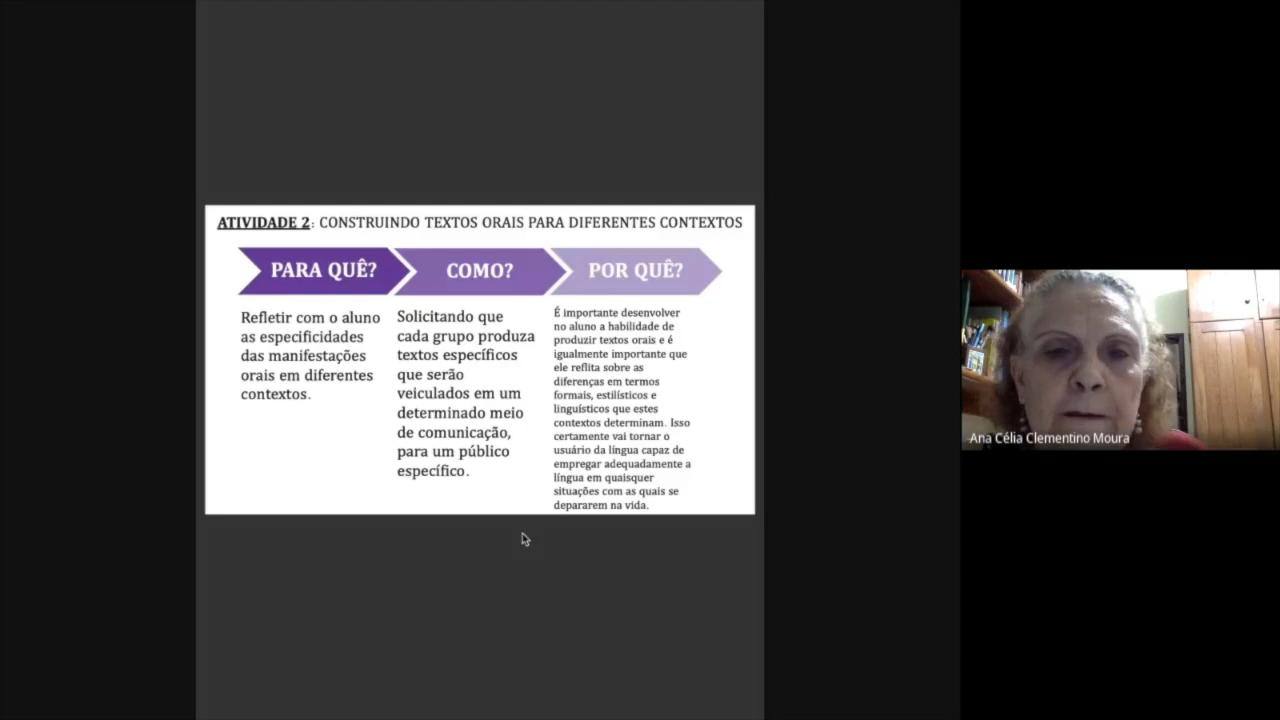 ATIVIDADE 2: CONSTRUINDO TEXTOS ORAIS PARA DIFERENTES CONTEXTOS
PARA QUÊ?
COMO?
POR QUÊ?
Refletir com o aluno
as especificidades
das manifestações
orais em diferentes
contextos.
Solicitando que
cada grupo produza
textos específicos
que serão
veiculados em um
determinado meio
de comunicação,
para um público
específico.
É importante desenvolver
no aluno a habilidade de
produzir textos orais e é
igualmente importante que
ele reflita sobre as
diferenças em termos
formais, estilísticos e
linguísticos que estes
contextos determinam. Isso
certamente vai tornar o
usuário da língua capaz de
empregar adequadamente a
língua em quaisquer
situações com as quais se
depararem na vida.
Ana Célia Clementino Moura